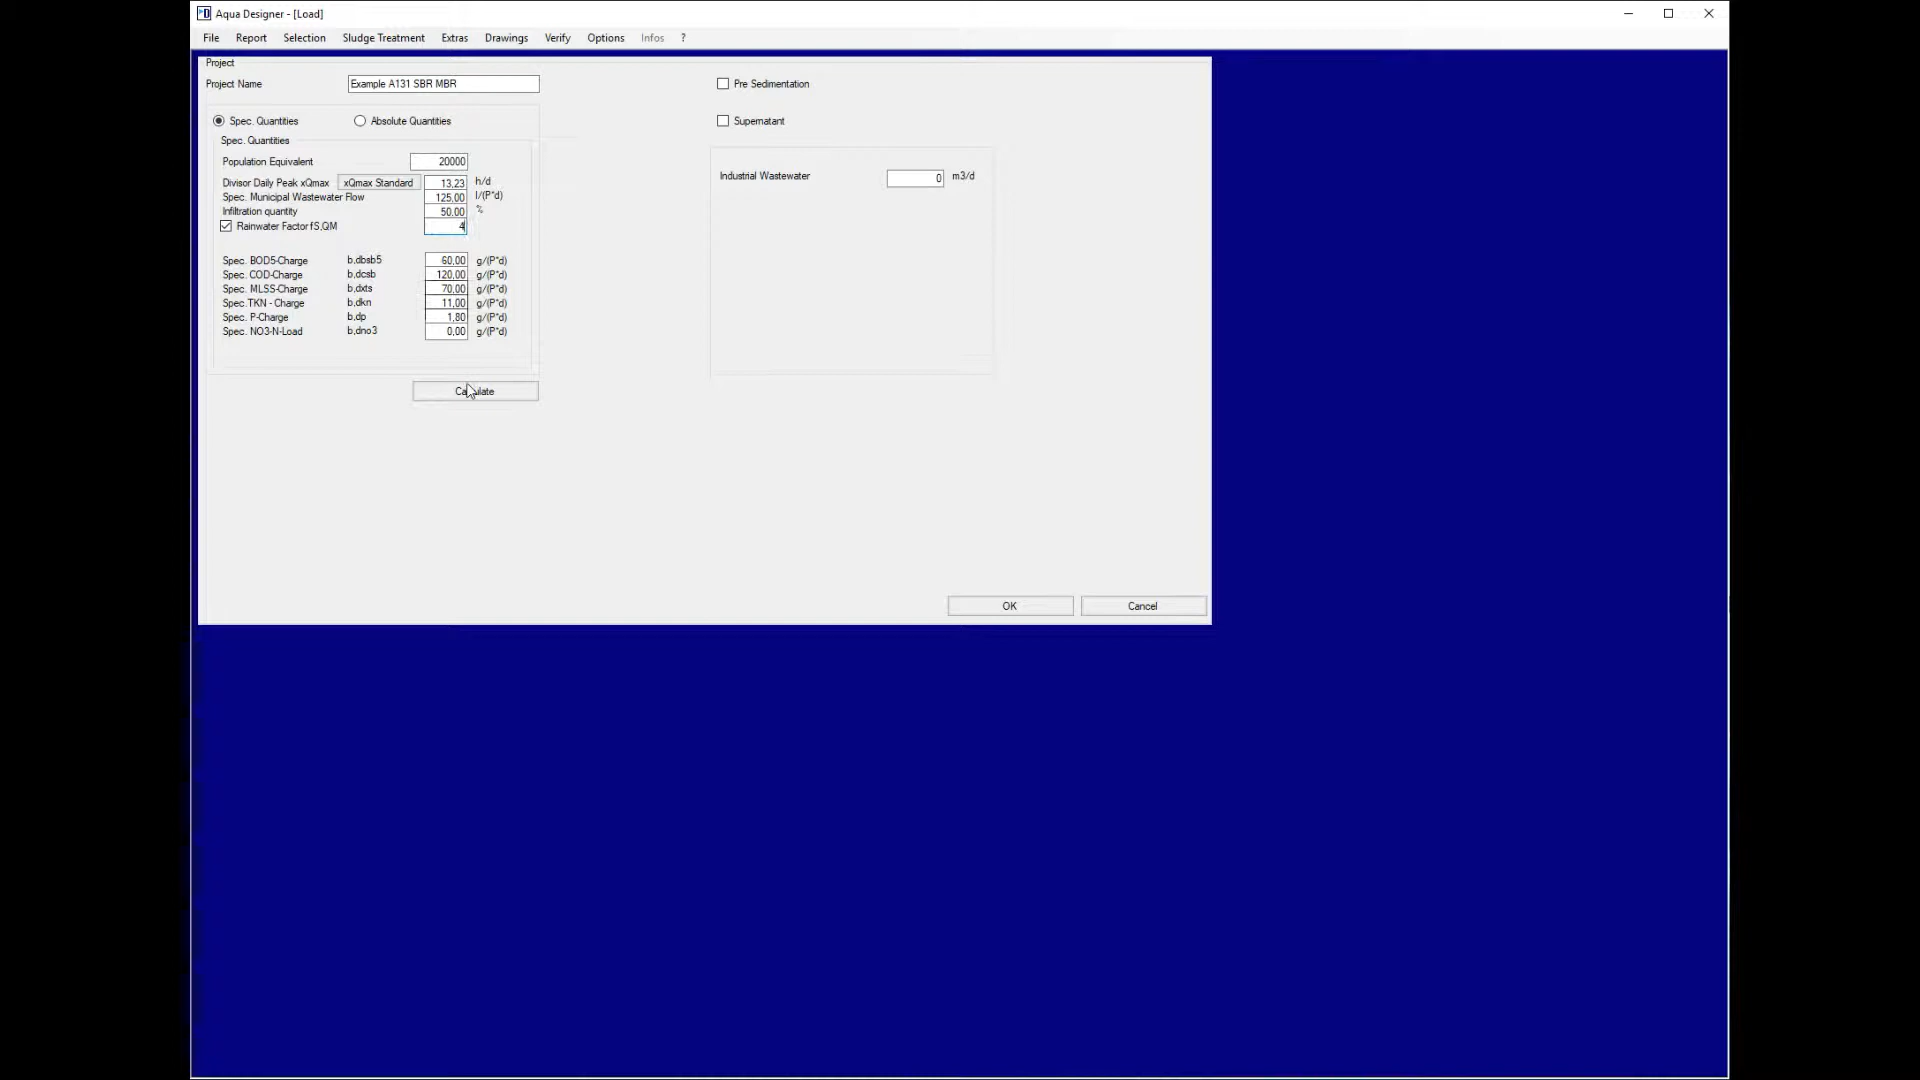 Aqua Designer - [Load]
File Report Selection Sludge Treatment Extras Drawings Verify Options Infos ?
Project
Project Name Example A131 SBR MBR
Pre Sedimentation
Spec. Quantities Absolute Quantities
Supernatant
Spec. Quantities
Population Equivalent 20000
Industrial Wastewater 0 m3/d
Divisor Daily Peak xQmax xQmax Standard 13,23 h/d
Spec. Municipal Wastewater Flow 125,00 l/(P*d)
Infiltration quantity 50,00 %
Rainwater Factor fS,QM 4
Spec. BOD5-Charge b,dbsb5 60,00 g/(P*d)
Spec. COD-Charge b,dcsb 120,00 g/(P*d)
Spec. MLSS-Charge b,dxts 70,00 g/(P*d)
Spec.TKN - Charge b,dkn 11,00 g/(P*d)
Spec. P-Charge b,dp 1,80 g/(P*d)
Spec. NO3-N-Load b,dno3 0,00 g/(P*d)
Calculate
OK Cancel